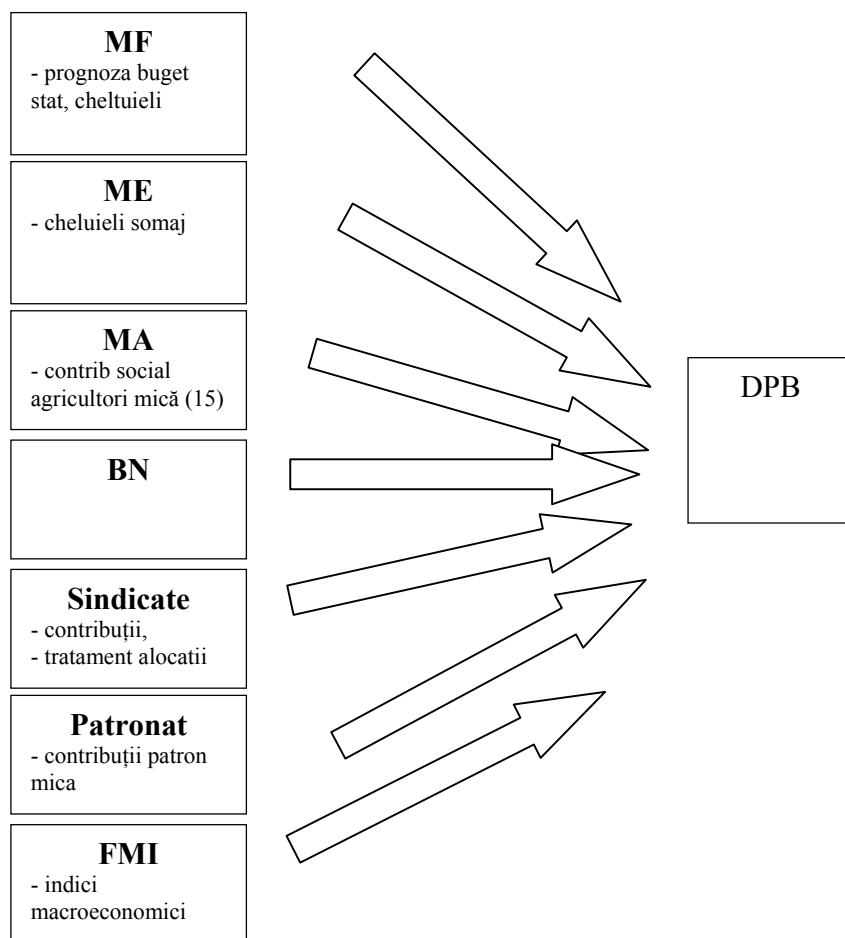 MF
- prognoza buget
stat, cheltuieli
ME
- cheluieli somaj
MA
- contrib social
agricultori mică (15)
BN
Sindicate
- contribuții,
- tratament alocatii
Patronat
- contribuții patron
mica
FMI
- indici
macroeconomici
DPB